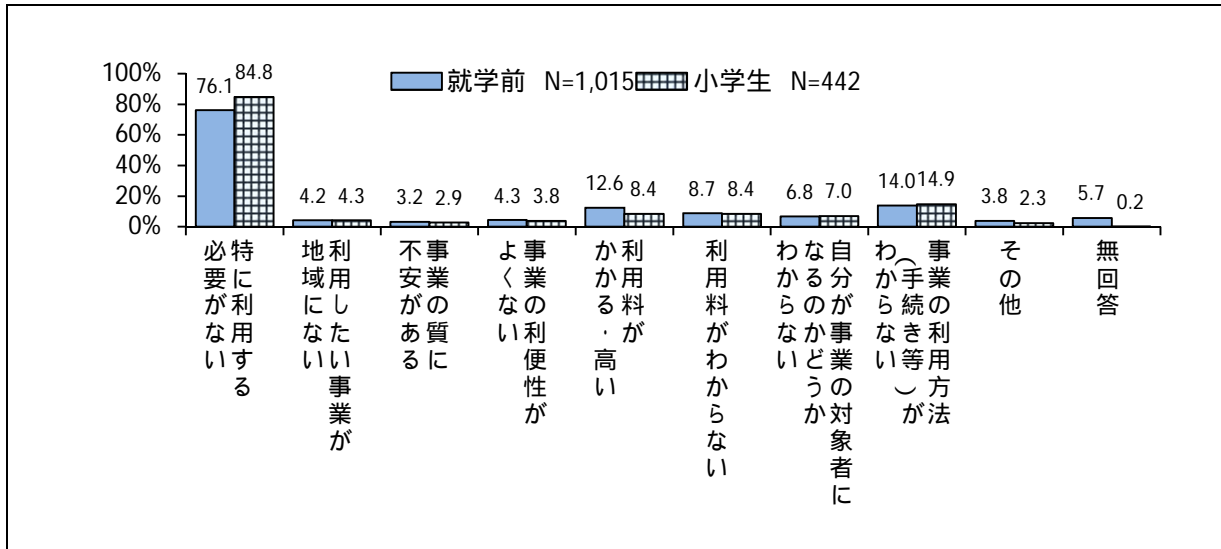 就学前 N=1,015 小学生 N=442
100%
80%
60%
40%
20%
0%
76.1 84.8
4.2 4.3
3.2 2.9
4.3 3.8
12.6 8.4
8.7 8.4
6.8 7.0
14.0 14.9
3.8 2.3
5.7 0.2
特に利用する
必要がない
利用したい事業が
地域にない
事業の質に
不安がある
事業の利便性が
よくない
利用料が
かかる・高い
利用料がわからない
自分が事業の対象者に
なるのかどうか
わからない
事業の利用方法
（手続き等）が
わからない
その他
無回答